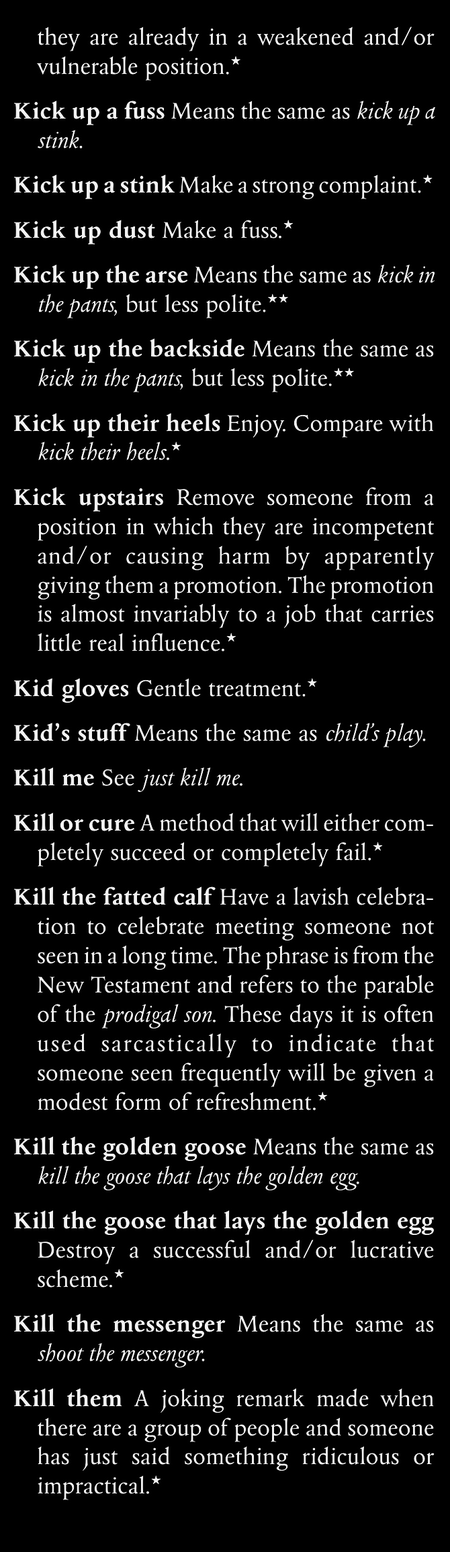 they are already in a weakened and/or
vulnerable position.★
Kick up a fuss Means the same as kick up a
stink.
Kick up a stink Make a strong complaint.★
Kick up dust Make a fuss.★
Kick up the arse Means the same as kick in
the pants, but less polite.★★
Kick up the backside Means the same as
kick in the pants, but less polite.★★
Kick up their heels Enjoy. Compare with
kick their heels.★
Kick upstairs Remove someone from a
position in which they are incompetent
and/or causing harm by apparently
giving them a promotion. The promotion
is almost invariably to a job that carries
little real influence.★
Kid gloves Gentle treatment.★
Kid’s stuff Means the same as child’s play.
Kill me See just kill me.
Kill or cure A method that will either com-
pletely succeed or completely fail.★
Kill the fatted calf Have a lavish celebra-
tion to celebrate meeting someone not
seen in a long time. The phrase is from the
New Testament and refers to the parable
of the prodigal son. These days it is often
used sarcastically to indicate that
someone seen frequently will be given a
modest form of refreshment.★
Kill the golden goose Means the same as
kill the goose that lays the golden egg.
Kill the goose that lays the golden egg
Destroy a successful and/or lucrative
scheme.★
Kill the messenger Means the same as
shoot the messenger.
Kill them A joking remark made when
there are a group of people and someone
has just said something ridiculous or
impractical.★